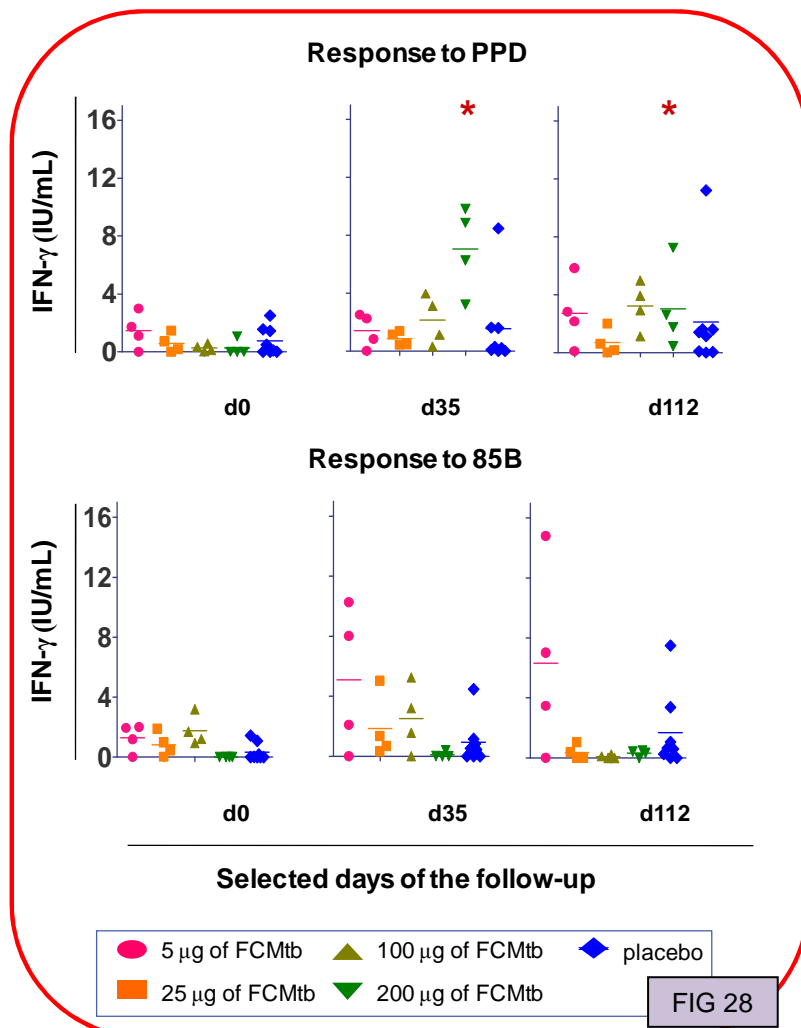 Response to PPD
* *
16
12
8
4
0
IFN-γ (IU/mL)
d0 d35 d112
Response to 85B
16
12
8
4
0
IFN-γ (IU/mL)
d0 d35 d112
Selected days of the follow-up
5 μg of FCMtb 100 μg of FCMtb placebo
25 μg of FCMtb 200 μg of FCMtb
FIG 28